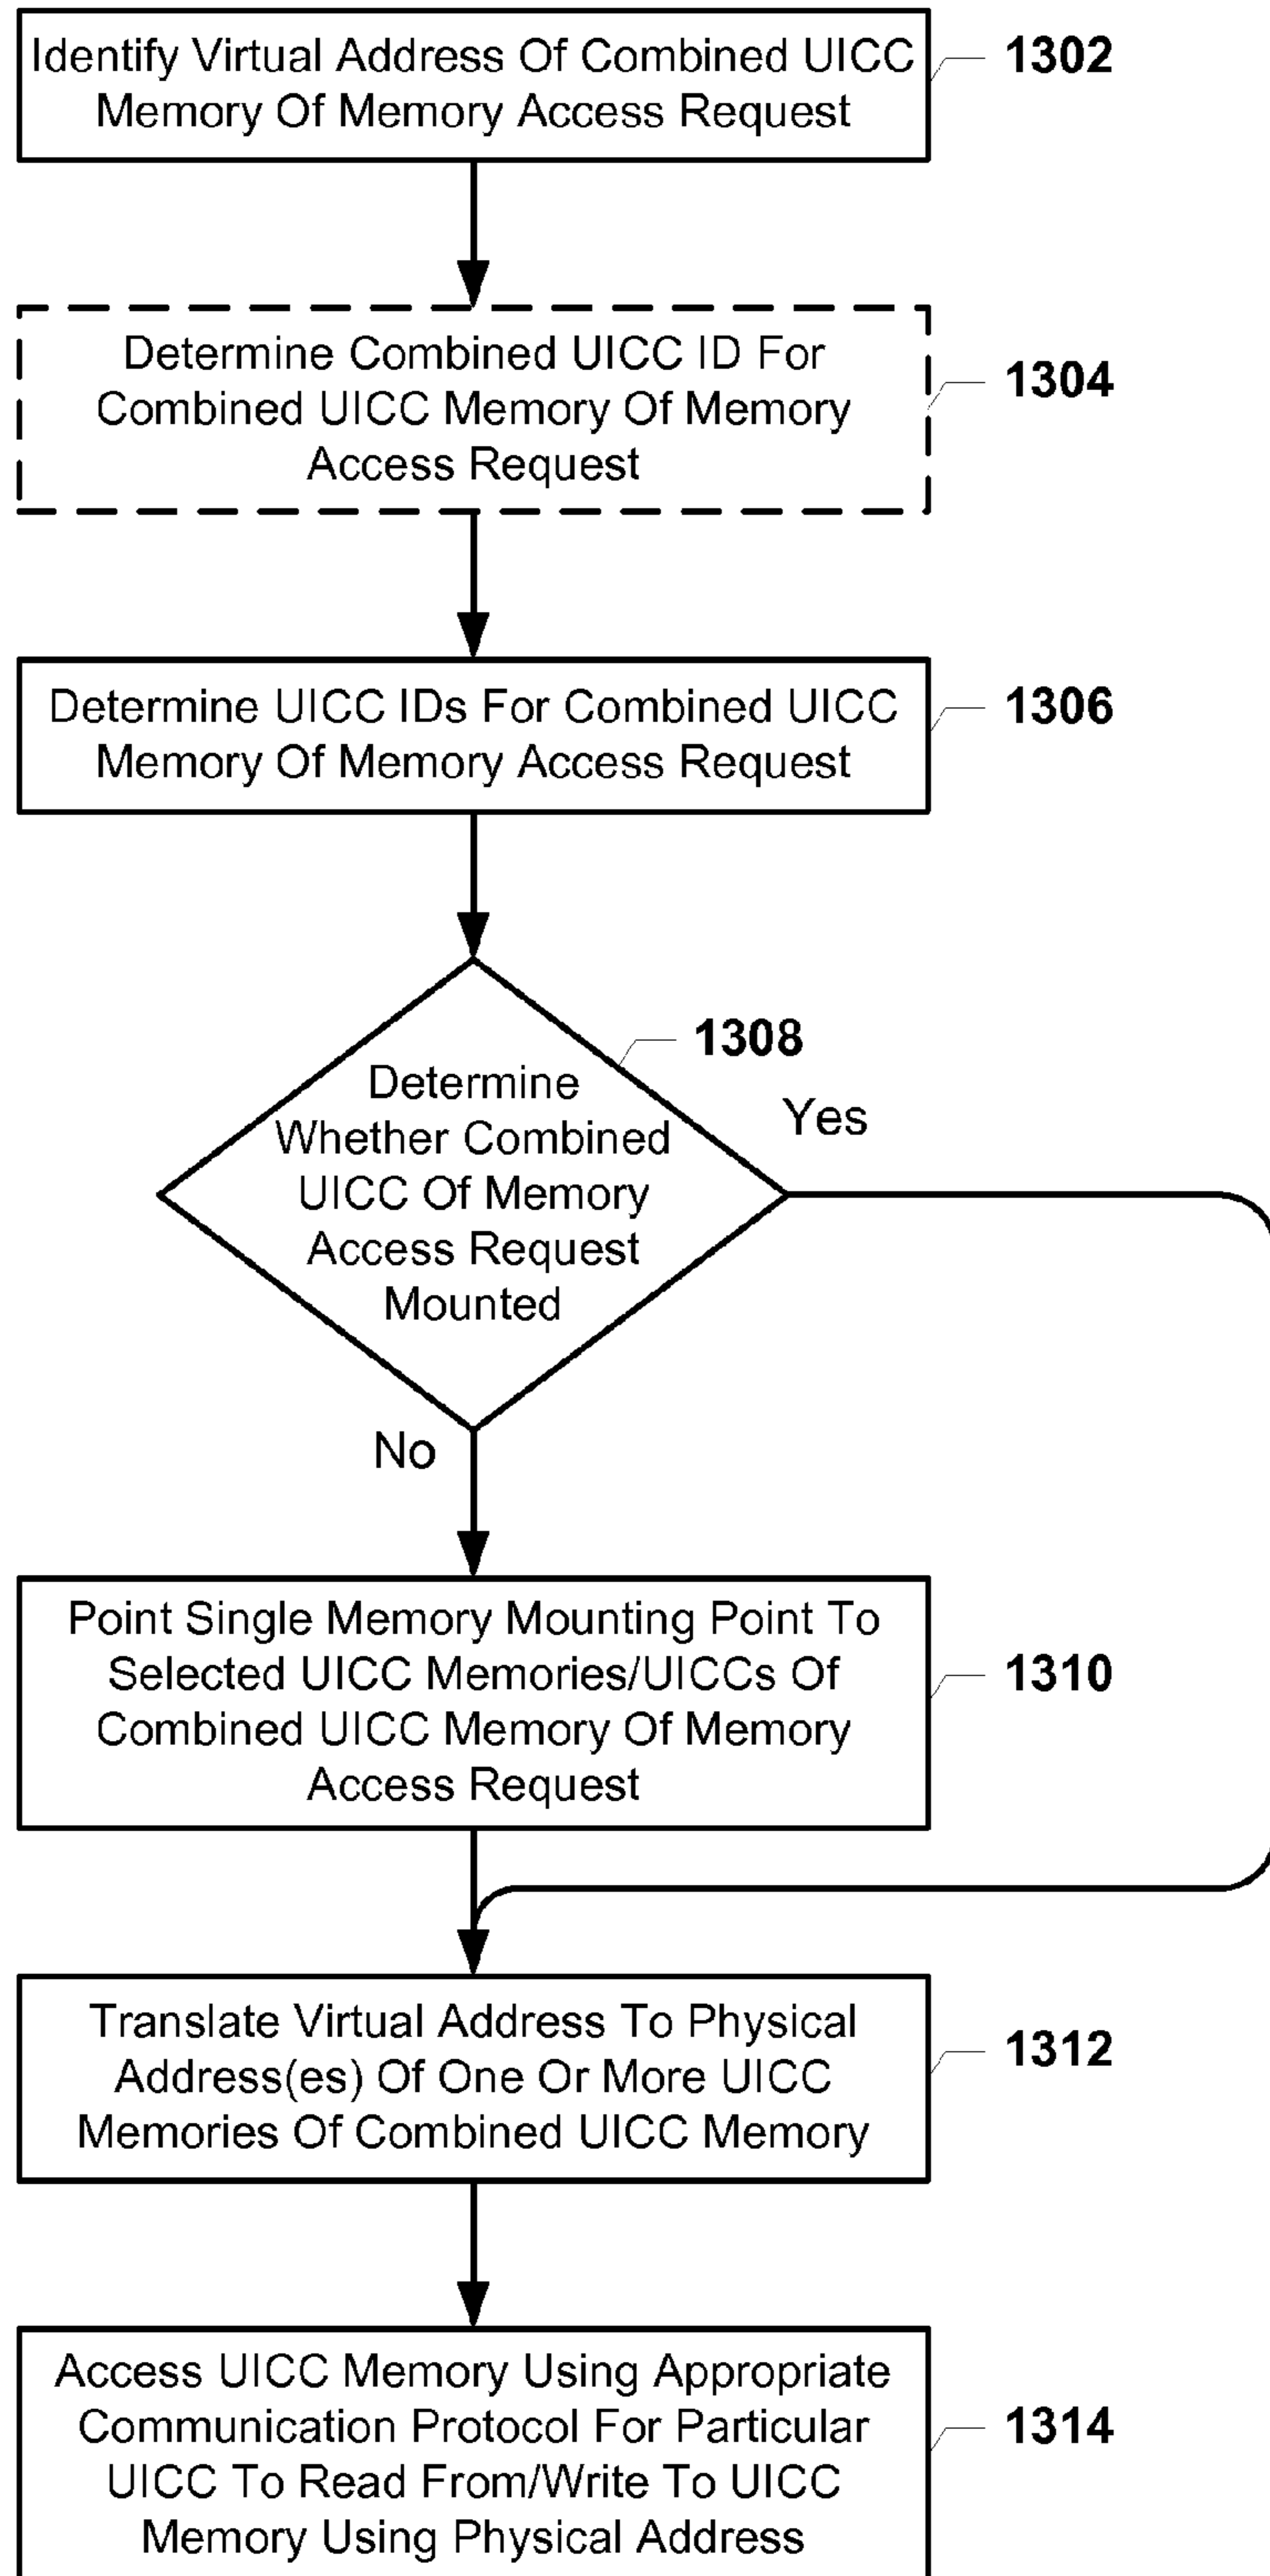 Identify Virtual Address Of Combined UICC
Memory Of Memory Access Request
1302
Determine Combined UICC ID For
Combined UICC Memory Of Memory
Access Request
1304
Determine UICC IDs For Combined UICC
Memory Of Memory Access Request
1306
1308
Determine
Whether Combined
UICC Of Memory
Access Request
Mounted
Yes
No
Point Single Memory Mounting Point To
Selected UICC Memories/UICCs Of
Combined UICC Memory Of Memory
Access Request
1310
Translate Virtual Address To Physical
Address(es) Of One Or More UICC
Memories Of Combined UICC Memory
1312
Access UICC Memory Using Appropriate
Communication Protocol For Particular
UICC To Read From/Write To UICC
Memory Using Physical Address
1314